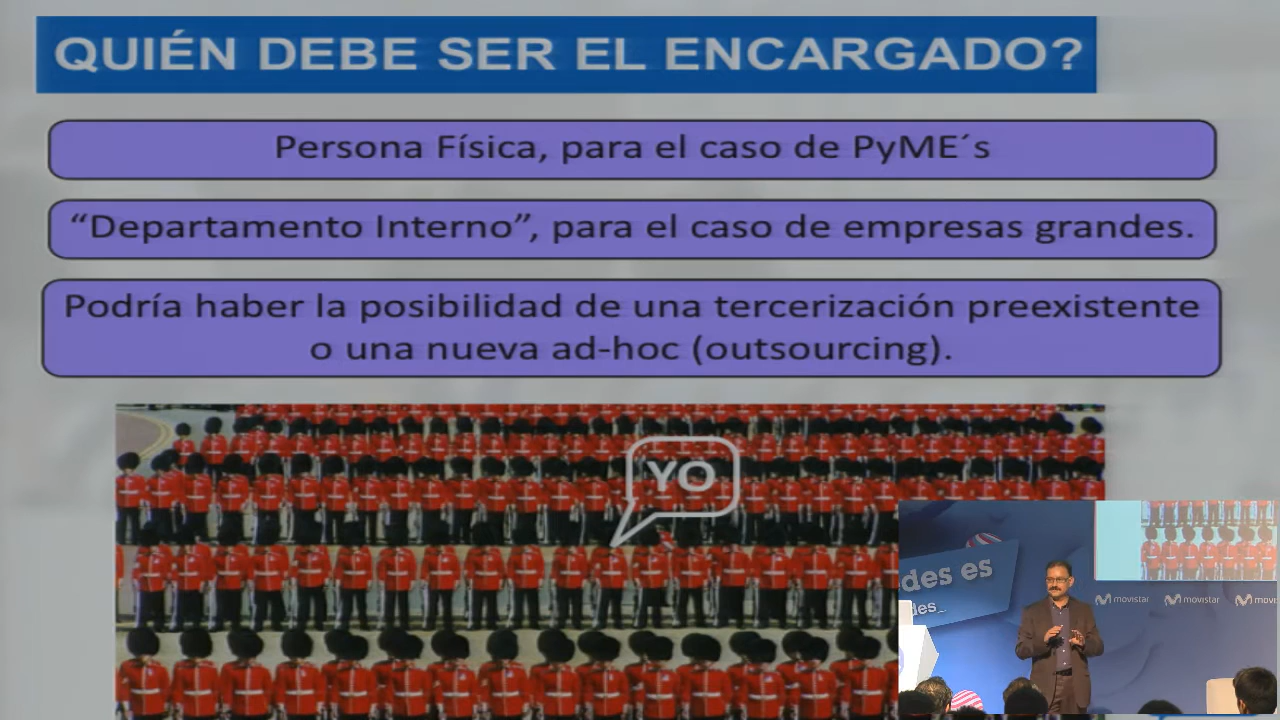 QUIÉN DEBE SER EL ENCARGADO?
Persona Física, para el caso de PyME´s
“Departamento Interno”, para el caso de empresas grandes.
Podría haber la posibilidad de una tercerización preexistente
o una nueva ad-hoc (outsourcing).
YO
des es
des_
movistar
movistar
movi